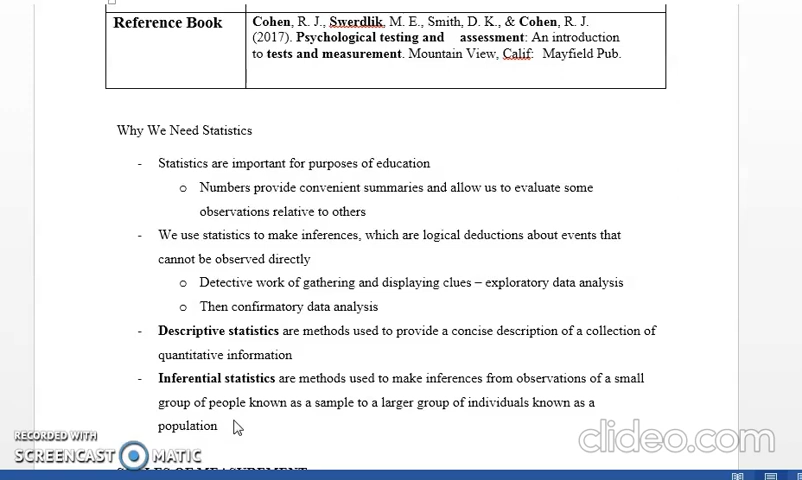 Reference Book
Cohen, R. J., Swerdlik, M. E., Smith, D. K., & Cohen, R. J.
(2017). Psychological testing and assessment: An introduction
to tests and measurement. Mountain View, Calif: Mayfield Pub.
Why We Need Statistics
- Statistics are important for purposes of education
o Numbers provide convenient summaries and allow us to evaluate some
observations relative to others
- We use statistics to make inferences, which are logical deductions about events that
cannot be observed directly
o Detective work of gathering and displaying clues – exploratory data analysis
o Then confirmatory data analysis
- Descriptive statistics are methods used to provide a concise description of a collection of
quantitative information
- Inferential statistics are methods used to make inferences from observations of a small
group of people known as a sample to a larger group of individuals known as a
population
RECORDED WITH
SCREENCAST MATIC
clideo.com
SCALES OF MEASUREMENT